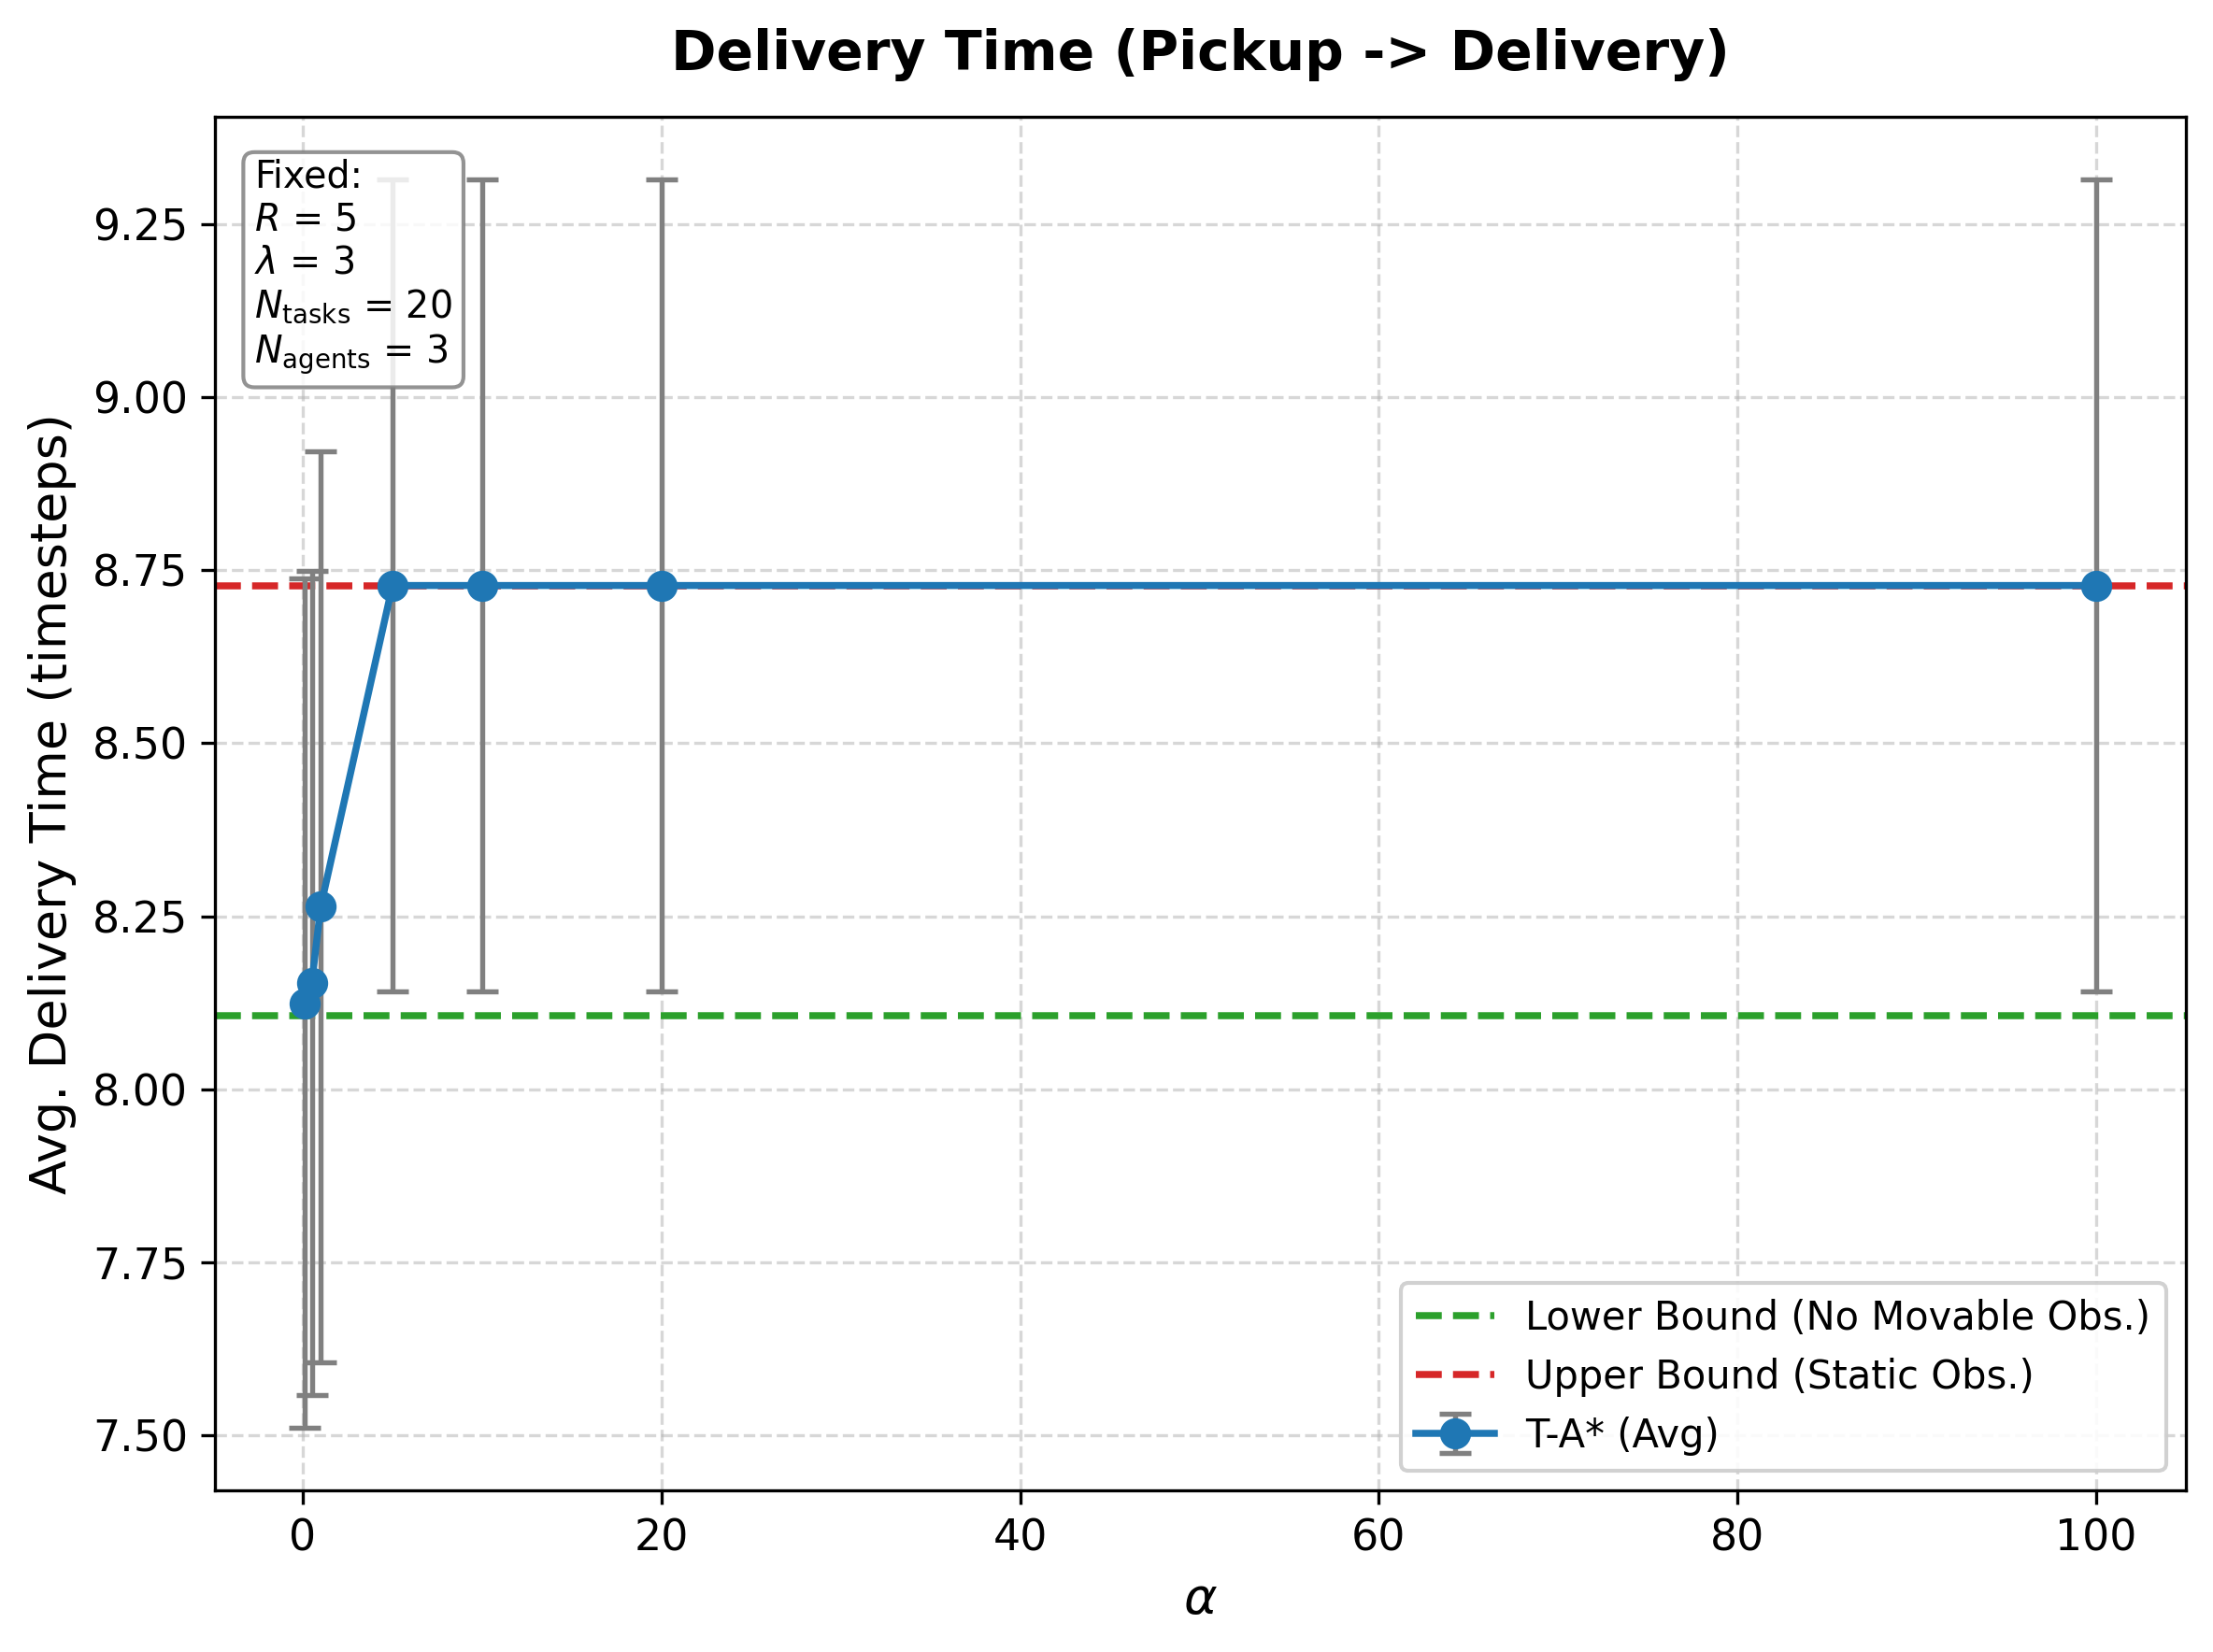 Delivery Time (Pickup -> Delivery)
Fixed:
R = 5
λ = 3
N_tasks = 20
N_agents = 3
Avg. Delivery Time (timesteps)
9.25
9.00
8.75
8.50
8.25
8.00
7.75
7.50
Lower Bound (No Movable Obs.)
Upper Bound (Static Obs.)
T-A* (Avg)
0 20 40 60 80 100
α